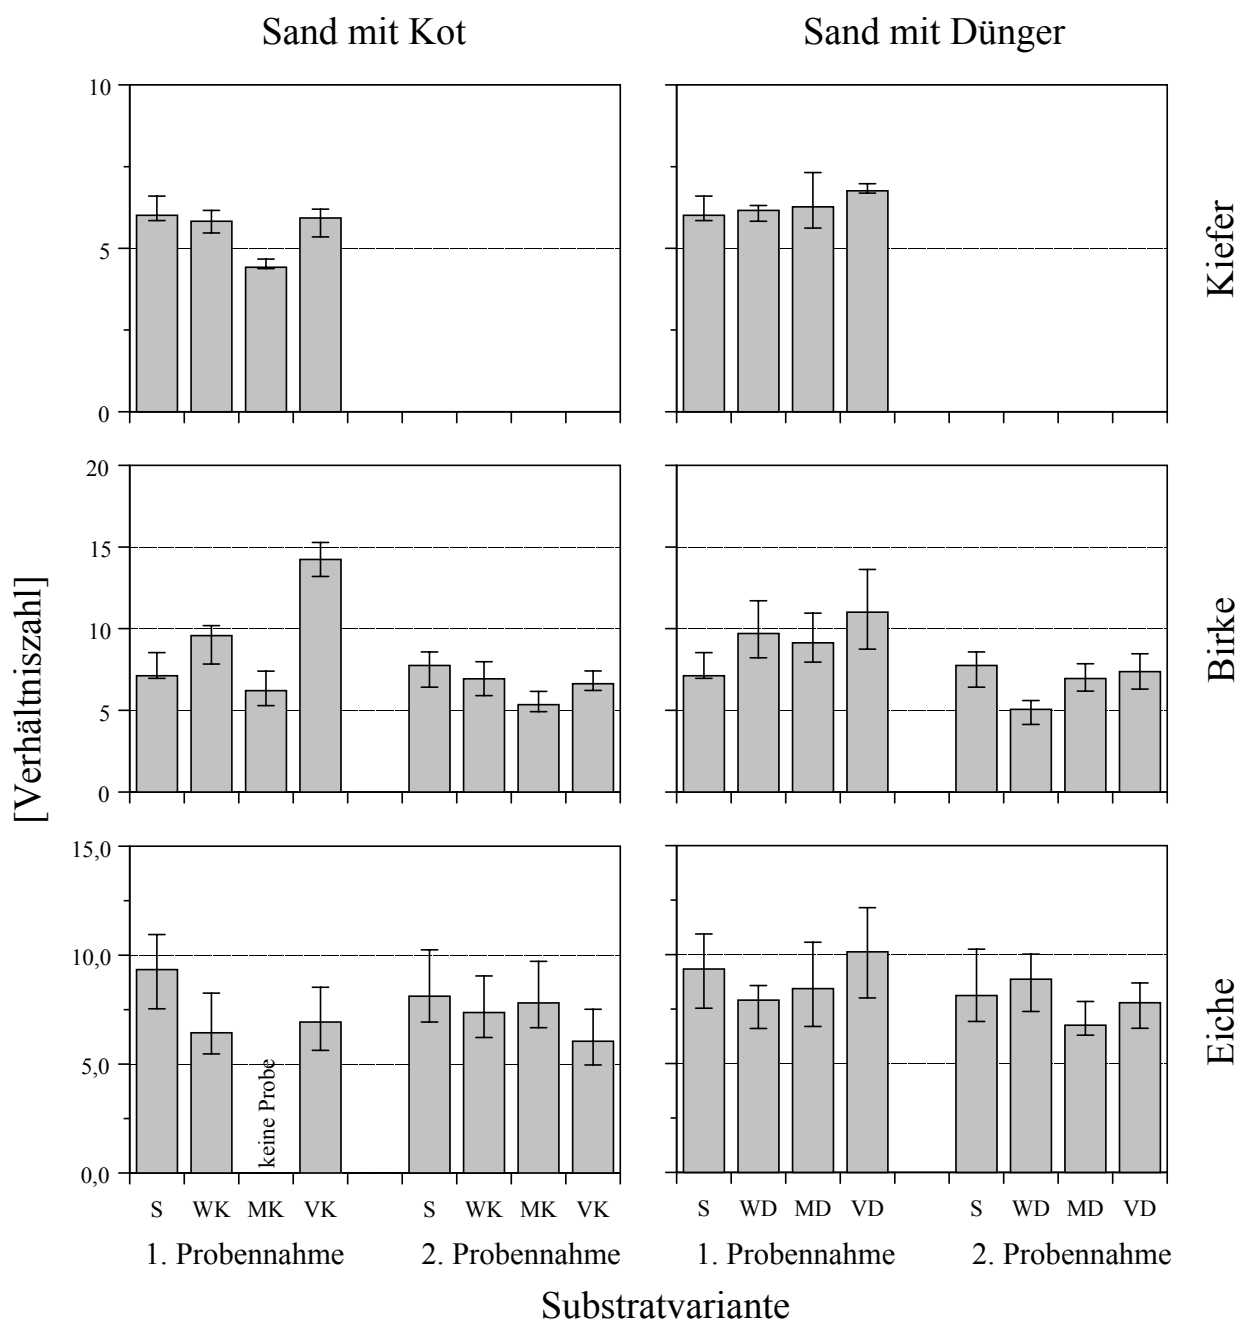 Sand mit Kot
Sand mit Dünger
10
5
0
Kiefer
20
15
10
5
0
Birke
[Verhältniszahl]
15,0
10,0
5,0
0,0
keine Probe
Eiche
S WK MK VK S WK MK VK
S WD MD VD S WD MD VD
1. Probennahme 2. Probennahme
1. Probennahme 2. Probennahme
Substratvariante